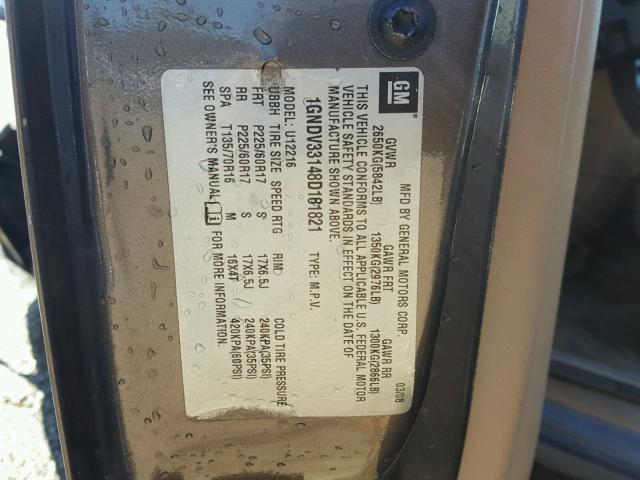 GM
MFD BY GENERAL MOTORS CORP. 03/08
GVWR GAWR FRT GAWR RR
2650KG(5842LB) 1350KG(2976LB) 1300KG(2866LB)
THIS VEHICLE CONFORMS TO ALL APPLICABLE U.S. FEDERAL MOTOR
VEHICLE SAFETY STANDARDS IN EFFECT ON THE DATE OF
MANUFACTURE SHOWN ABOVE.
1GNDV33148D181821 TYPE: M.P.V.
MODEL: U12216
UBBH TIRE SIZE SPEED RTG RIM COLD TIRE PRESSURE
FRT P225/60R17 S 17X6.5J 240KPA(35PSI)
RR P225/60R17 S 17X6.5J 240KPA(35PSI)
SPA T135/70R16 M 16X4T 420KPA(60PSI)
SEE OWNER'S MANUAL FOR MORE INFORMATION.